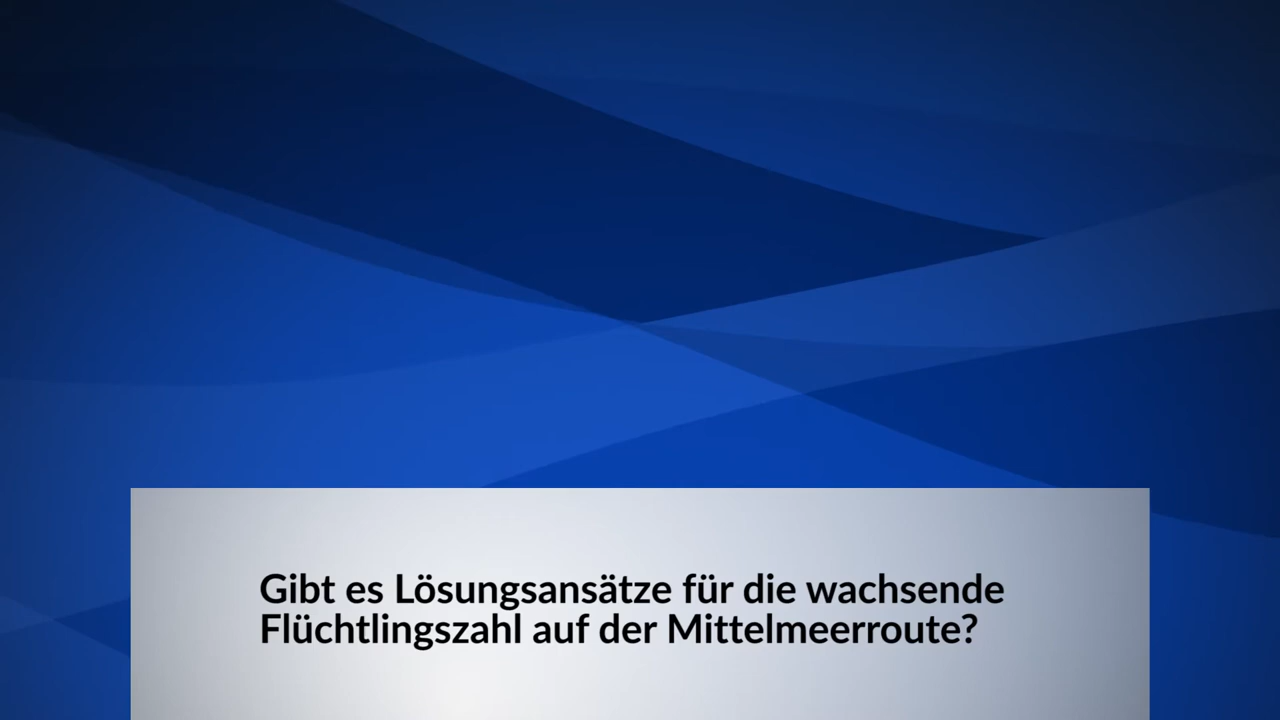 Gibt es Lösungsansätze für die wachsende
Flüchtlingszahl auf der Mittelmeerroute?